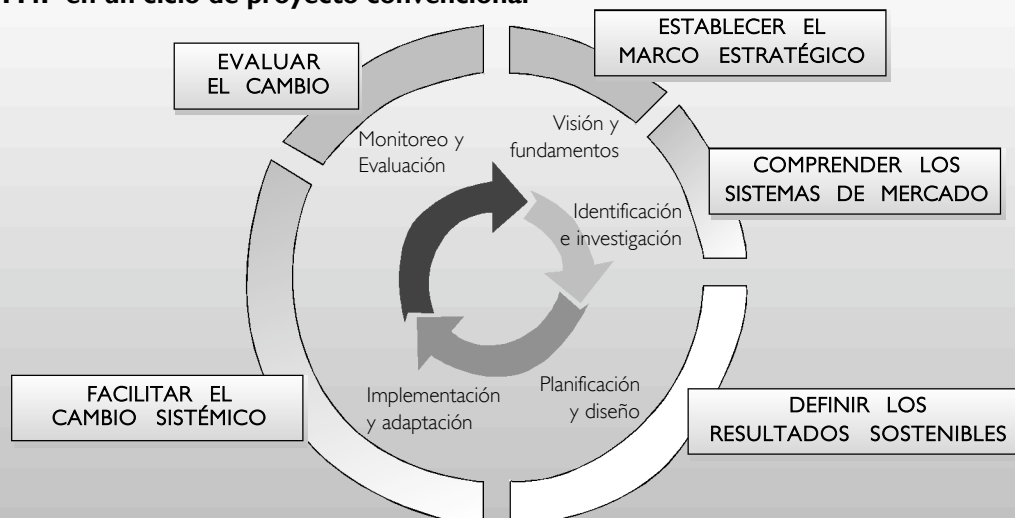 en un ciclo de proyecto convencional
ESTABLECER EL
MARCO ESTRATÉGICO
EVALUAR
EL CAMBIO
Visión y
fundamentos
Monitoreo y
Evaluación
COMPRENDER LOS
SISTEMAS DE MERCADO
Identificación
e investigación
Planificación
y diseño
Implementación
y adaptación
FACILITAR EL
CAMBIO SISTÉMICO
DEFINIR LOS
RESULTADOS SOSTENIBLES